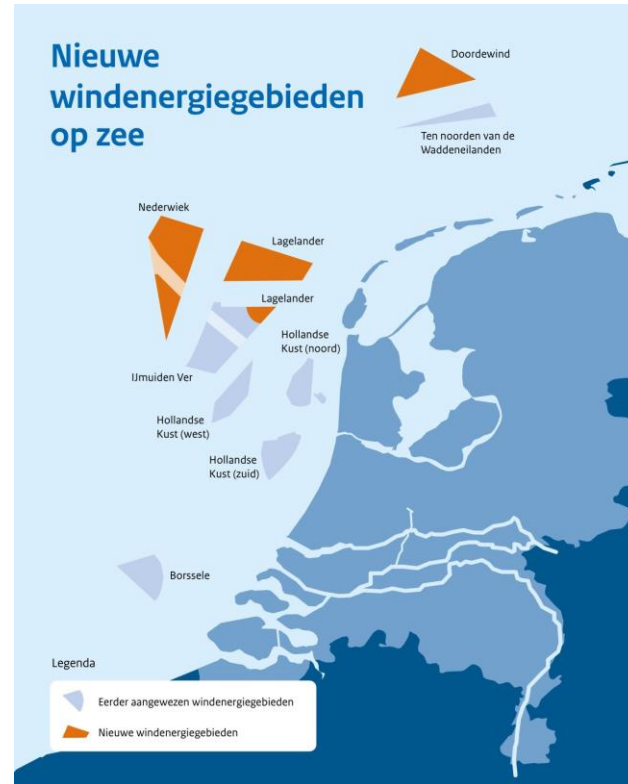 Nieuwe
windenergiegebieden
op zee
Doordewind
Ten noorden van de
Waddeneilanden
Nederwiek
Lagelander
Lagelander
Hollandse
Kust (noord)
IJmuiden Ver
Hollandse
Kust (west)
Hollandse
Kust (zuid)
Borssele
Legenda
Eerder aangewezen windenergiegebieden
Nieuwe windenergiegebieden